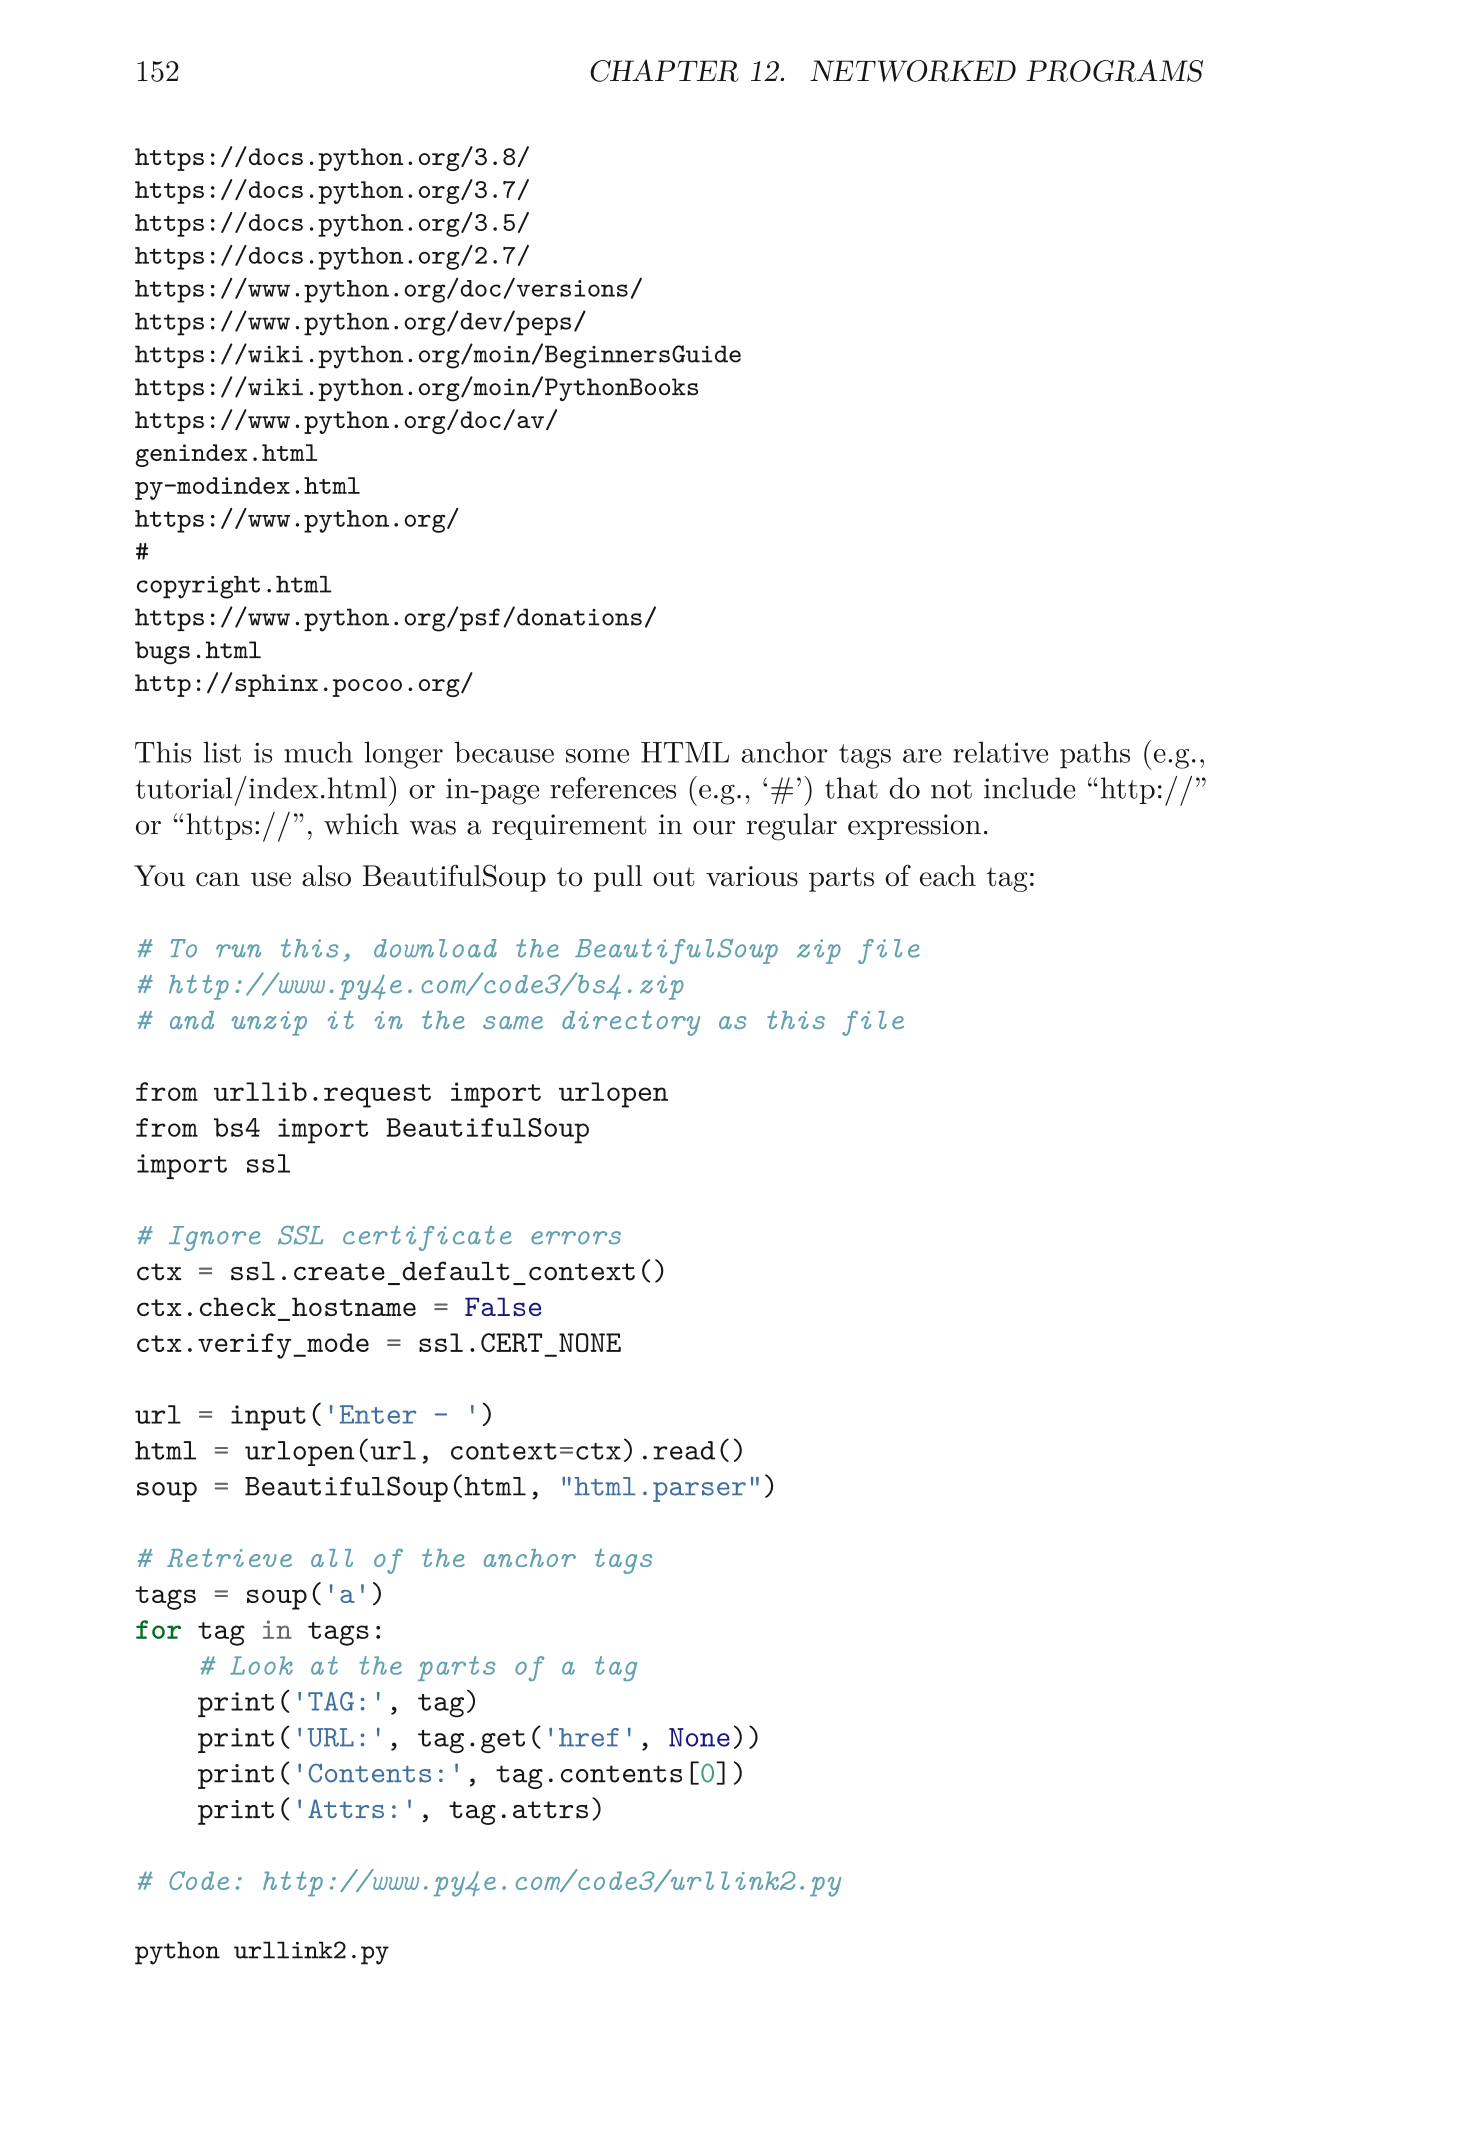 152 CHAPTER 12. NETWORKED PROGRAMS
https://docs.python.org/3.8/
https://docs.python.org/3.7/
https://docs.python.org/3.5/
https://docs.python.org/2.7/
https://www.python.org/doc/versions/
https://www.python.org/dev/peps/
https://wiki.python.org/moin/BeginnersGuide
https://wiki.python.org/moin/PythonBooks
https://www.python.org/doc/av/
genindex.html
py-modindex.html
https://www.python.org/
#
copyright.html
https://www.python.org/psf/donations/
bugs.html
http://sphinx.pocoo.org/
This list is much longer because some HTML anchor tags are relative paths (e.g.,
tutorial/index.html) or in-page references (e.g., ‘#’) that do not include “http://”
or “https://”, which was a requirement in our regular expression.
You can use also BeautifulSoup to pull out various parts of each tag:
# To run this, download the BeautifulSoup zip file
# http://www.py4e.com/code3/bs4.zip
# and unzip it in the same directory as this file
from urllib.request import urlopen
from bs4 import BeautifulSoup
import ssl
# Ignore SSL certificate errors
ctx = ssl.create_default_context()
ctx.check_hostname = False
ctx.verify_mode = ssl.CERT_NONE
url = input('Enter - ')
html = urlopen(url, context=ctx).read()
soup = BeautifulSoup(html, "html.parser")
# Retrieve all of the anchor tags
tags = soup('a')
for tag in tags:
    # Look at the parts of a tag
    print('TAG:', tag)
    print('URL:', tag.get('href', None))
    print('Contents:', tag.contents[0])
    print('Attrs:', tag.attrs)
# Code: http://www.py4e.com/code3/urllink2.py
python urllink2.py